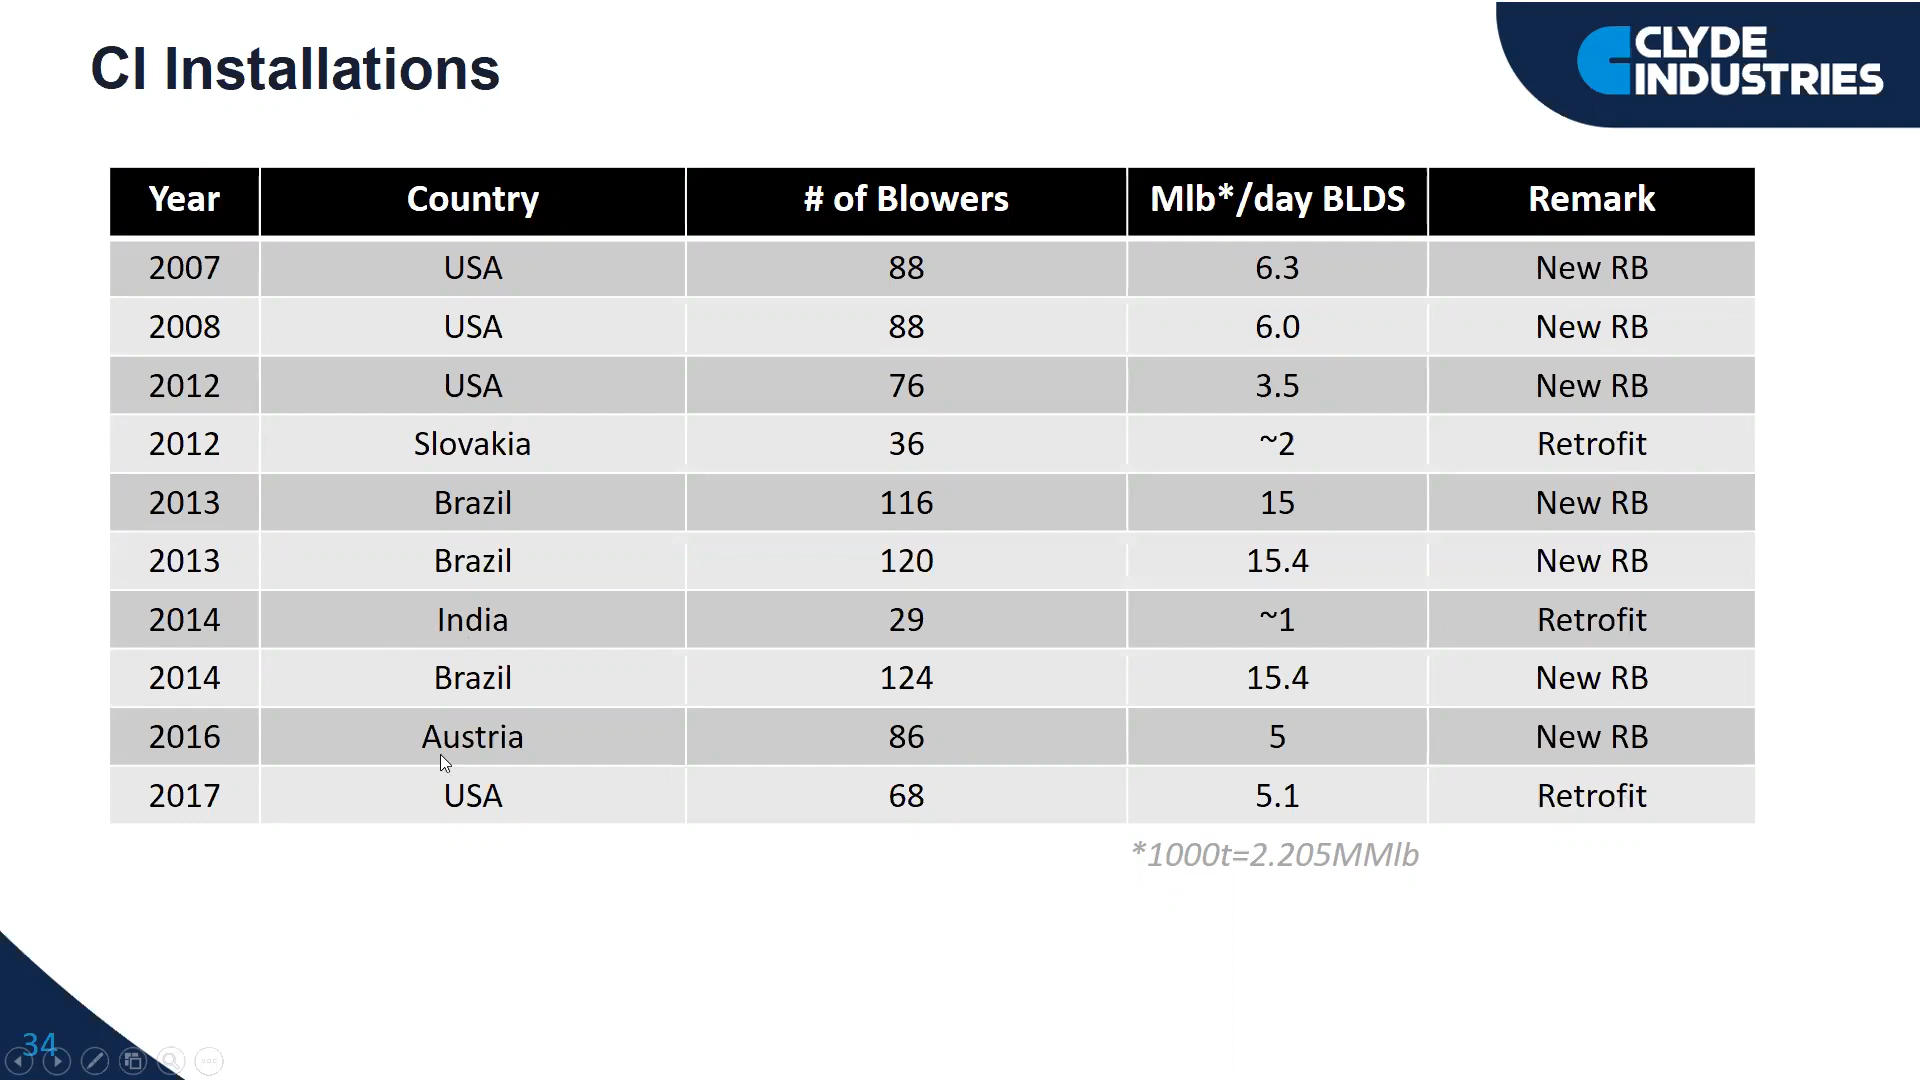 CI Installations
CLYDE
INDUSTRIES
Year Country # of Blowers Mlb*/day BLDS Remark
2007 USA 88 6.3 New RB
2008 USA 88 6.0 New RB
2012 USA 76 3.5 New RB
2012 Slovakia 36 ~2 Retrofit
2013 Brazil 116 15 New RB
2013 Brazil 120 15.4 New RB
2014 India 29 ~1 Retrofit
2014 Brazil 124 15.4 New RB
2016 Austria 86 5 New RB
2017 USA 68 5.1 Retrofit
*1000t=2.205MMlb
34